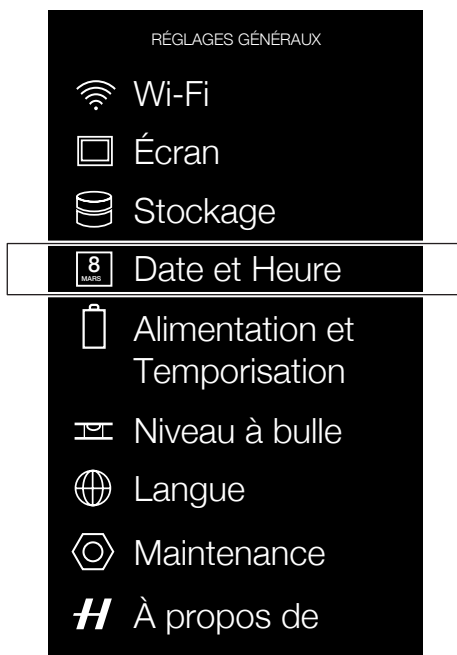 RÉGLAGES GÉNÉRAUX
Wi-Fi
Écran
Stockage
8
MARS
Date et Heure
Alimentation et
Temporisation
Niveau à bulle
Langue
Maintenance
H À propos de